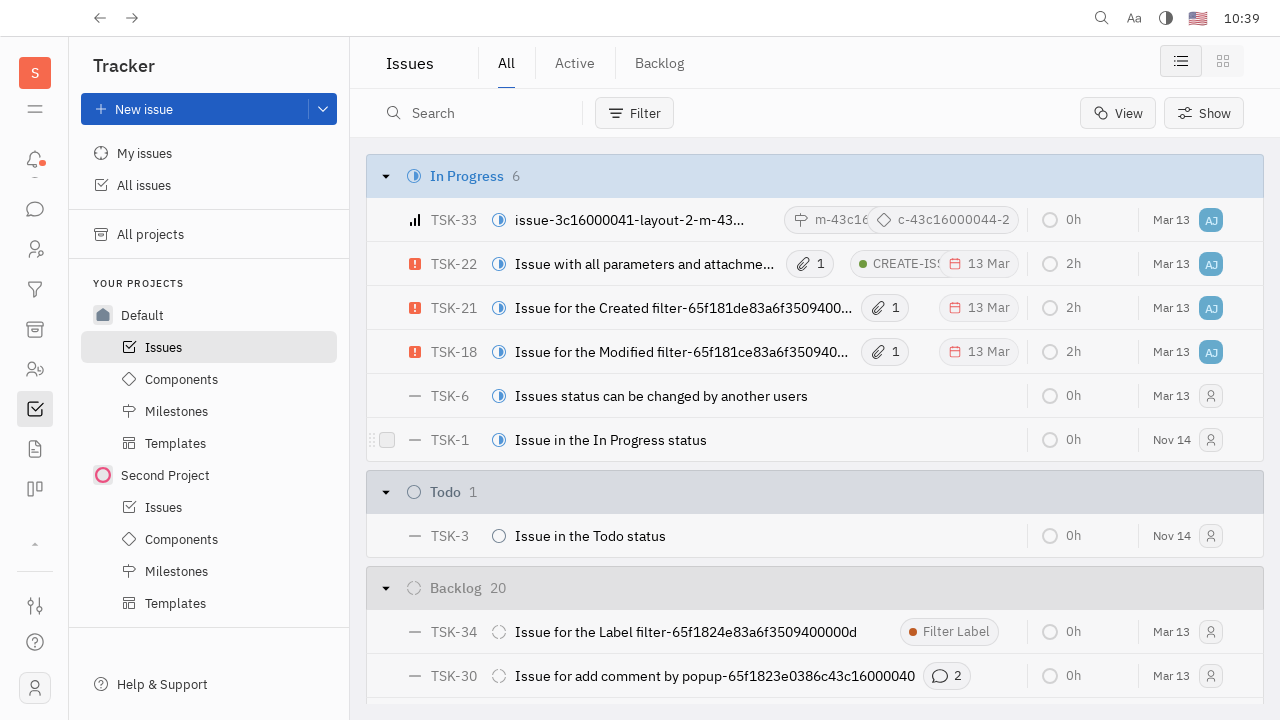 Aa
10:39
S
Tracker
New issue
My issues
All issues
All projects
YOUR PROJECTS
Default
Issues
Components
Milestones
Templates
Second Project
Issues
Components
Milestones
Templates
Help & Support
Issues
All
Active
Backlog
Search
Filter
View
Show
In Progress 6
TSK-33 issue-3c16000041-layout-2-m-43... m-43c16 c-43c16000044-2 0h Mar 13 AJ
TSK-22 Issue with all parameters and attachme... 1 CREATE-ISS 13 Mar 2h Mar 13 AJ
TSK-21 Issue for the Created filter-65f181de83a6f3509400... 1 13 Mar 2h Mar 13 AJ
TSK-18 Issue for the Modified filter-65f181ce83a6f350940... 1 13 Mar 2h Mar 13 AJ
TSK-6 Issues status can be changed by another users 0h Mar 13
TSK-1 Issue in the In Progress status 0h Nov 14
Todo 1
TSK-3 Issue in the Todo status 0h Nov 14
Backlog 20
TSK-34 Issue for the Label filter-65f1824e83a6f3509400000d Filter Label 0h Mar 13
TSK-30 Issue for add comment by popup-65f1823e0386c43c16000040 2 0h Mar 13